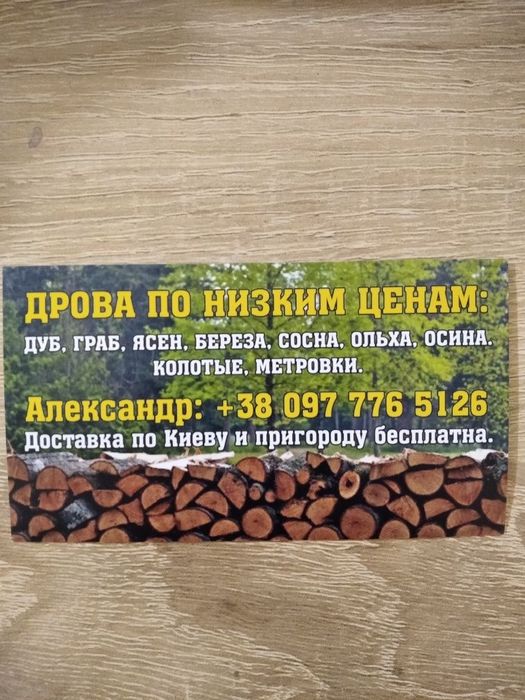 ДРОВА ПО НИЗКИМ ЦЕНАМ:
ДУБ, ГРАБ, ЯСЕН, БЕРЕЗА, СОСНА, ОЛЬХА, ОСИНА.
КОЛОТЫЕ, МЕТРОВКИ.
Александр: +38 097 776 5126
Доставка по Киеву и пригороду бесплатна.